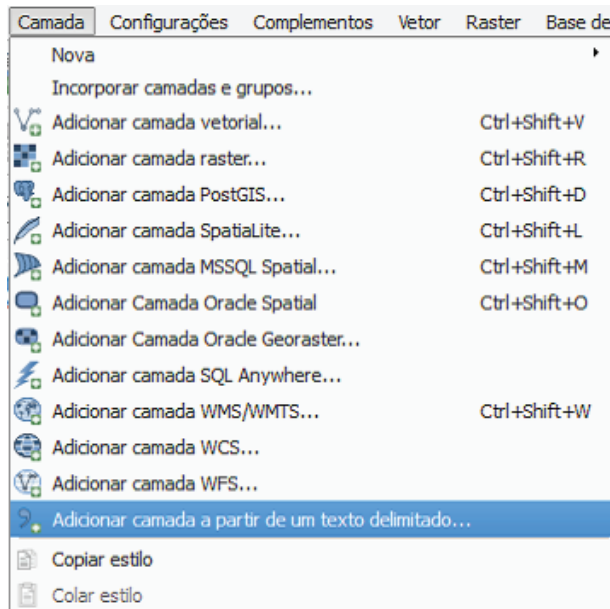 Camada Configurações Complementos Vetor Raster Base de
Nova
Incorporar camadas e grupos...
Adicionar camada vetorial... Ctrl+Shift+V
Adicionar camada raster... Ctrl+Shift+R
Adicionar camada PostGIS... Ctrl+Shift+D
Adicionar camada SpatiaLite... Ctrl+Shift+L
Adicionar camada MSSQL Spatial... Ctrl+Shift+M
Adicionar Camada Oracle Spatial Ctrl+Shift+O
Adicionar Camada Oracle Georaster...
Adicionar camada SQL Anywhere...
Adicionar camada WMS/WMTS... Ctrl+Shift+W
Adicionar camada WCS...
Adicionar camada WFS...
Adicionar camada a partir de um texto delimitado...
Copiar estilo
Colar estilo